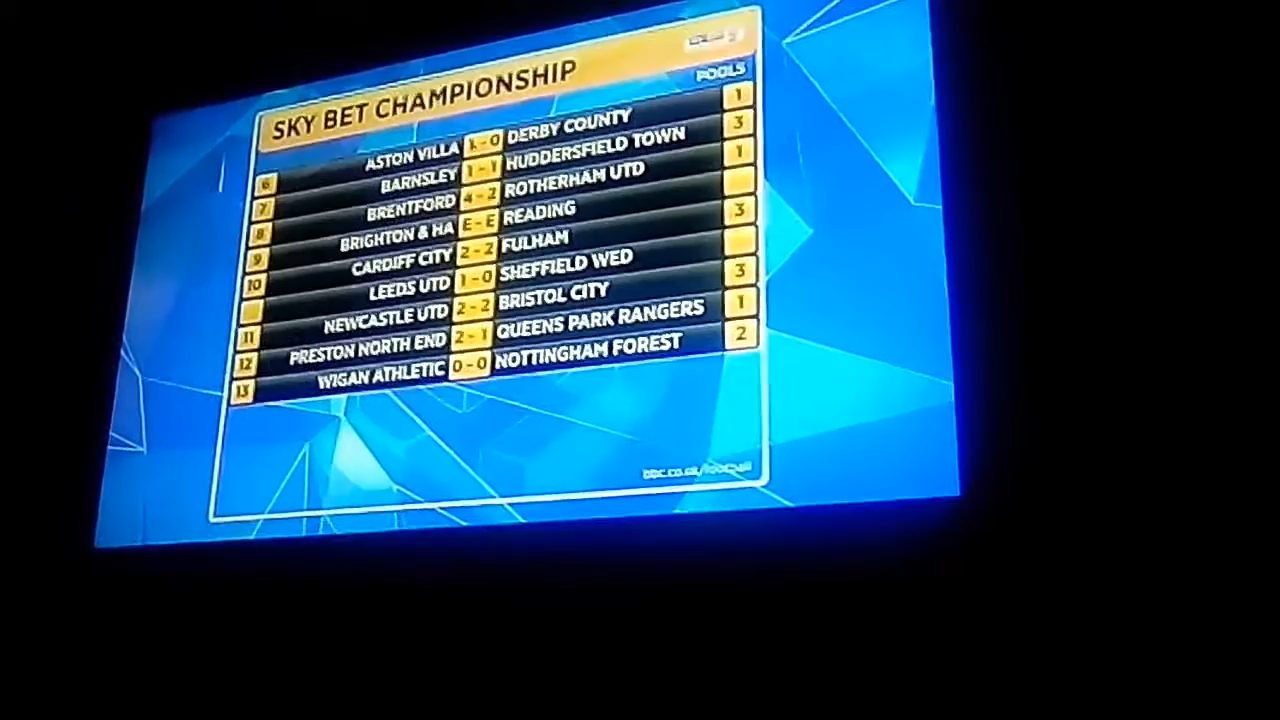 SKY BET CHAMPIONSHIP
POOLS
6 ASTON VILLA 1-0 DERBY COUNTY 1
7 BARNSLEY 1-1 HUDDERSFIELD TOWN 3
8 BRENTFORD 4-2 ROTHERHAM UTD 1
9 BRIGHTON & HA E-E READING
10 CARDIFF CITY 2-2 FULHAM 3
LEEDS UTD 1-0 SHEFFIELD WED
11 NEWCASTLE UTD 2-2 BRISTOL CITY 3
12 PRESTON NORTH END 2-1 QUEENS PARK RANGERS 1
13 WIGAN ATHLETIC 0-0 NOTTINGHAM FOREST 2
bbc.co.uk/football